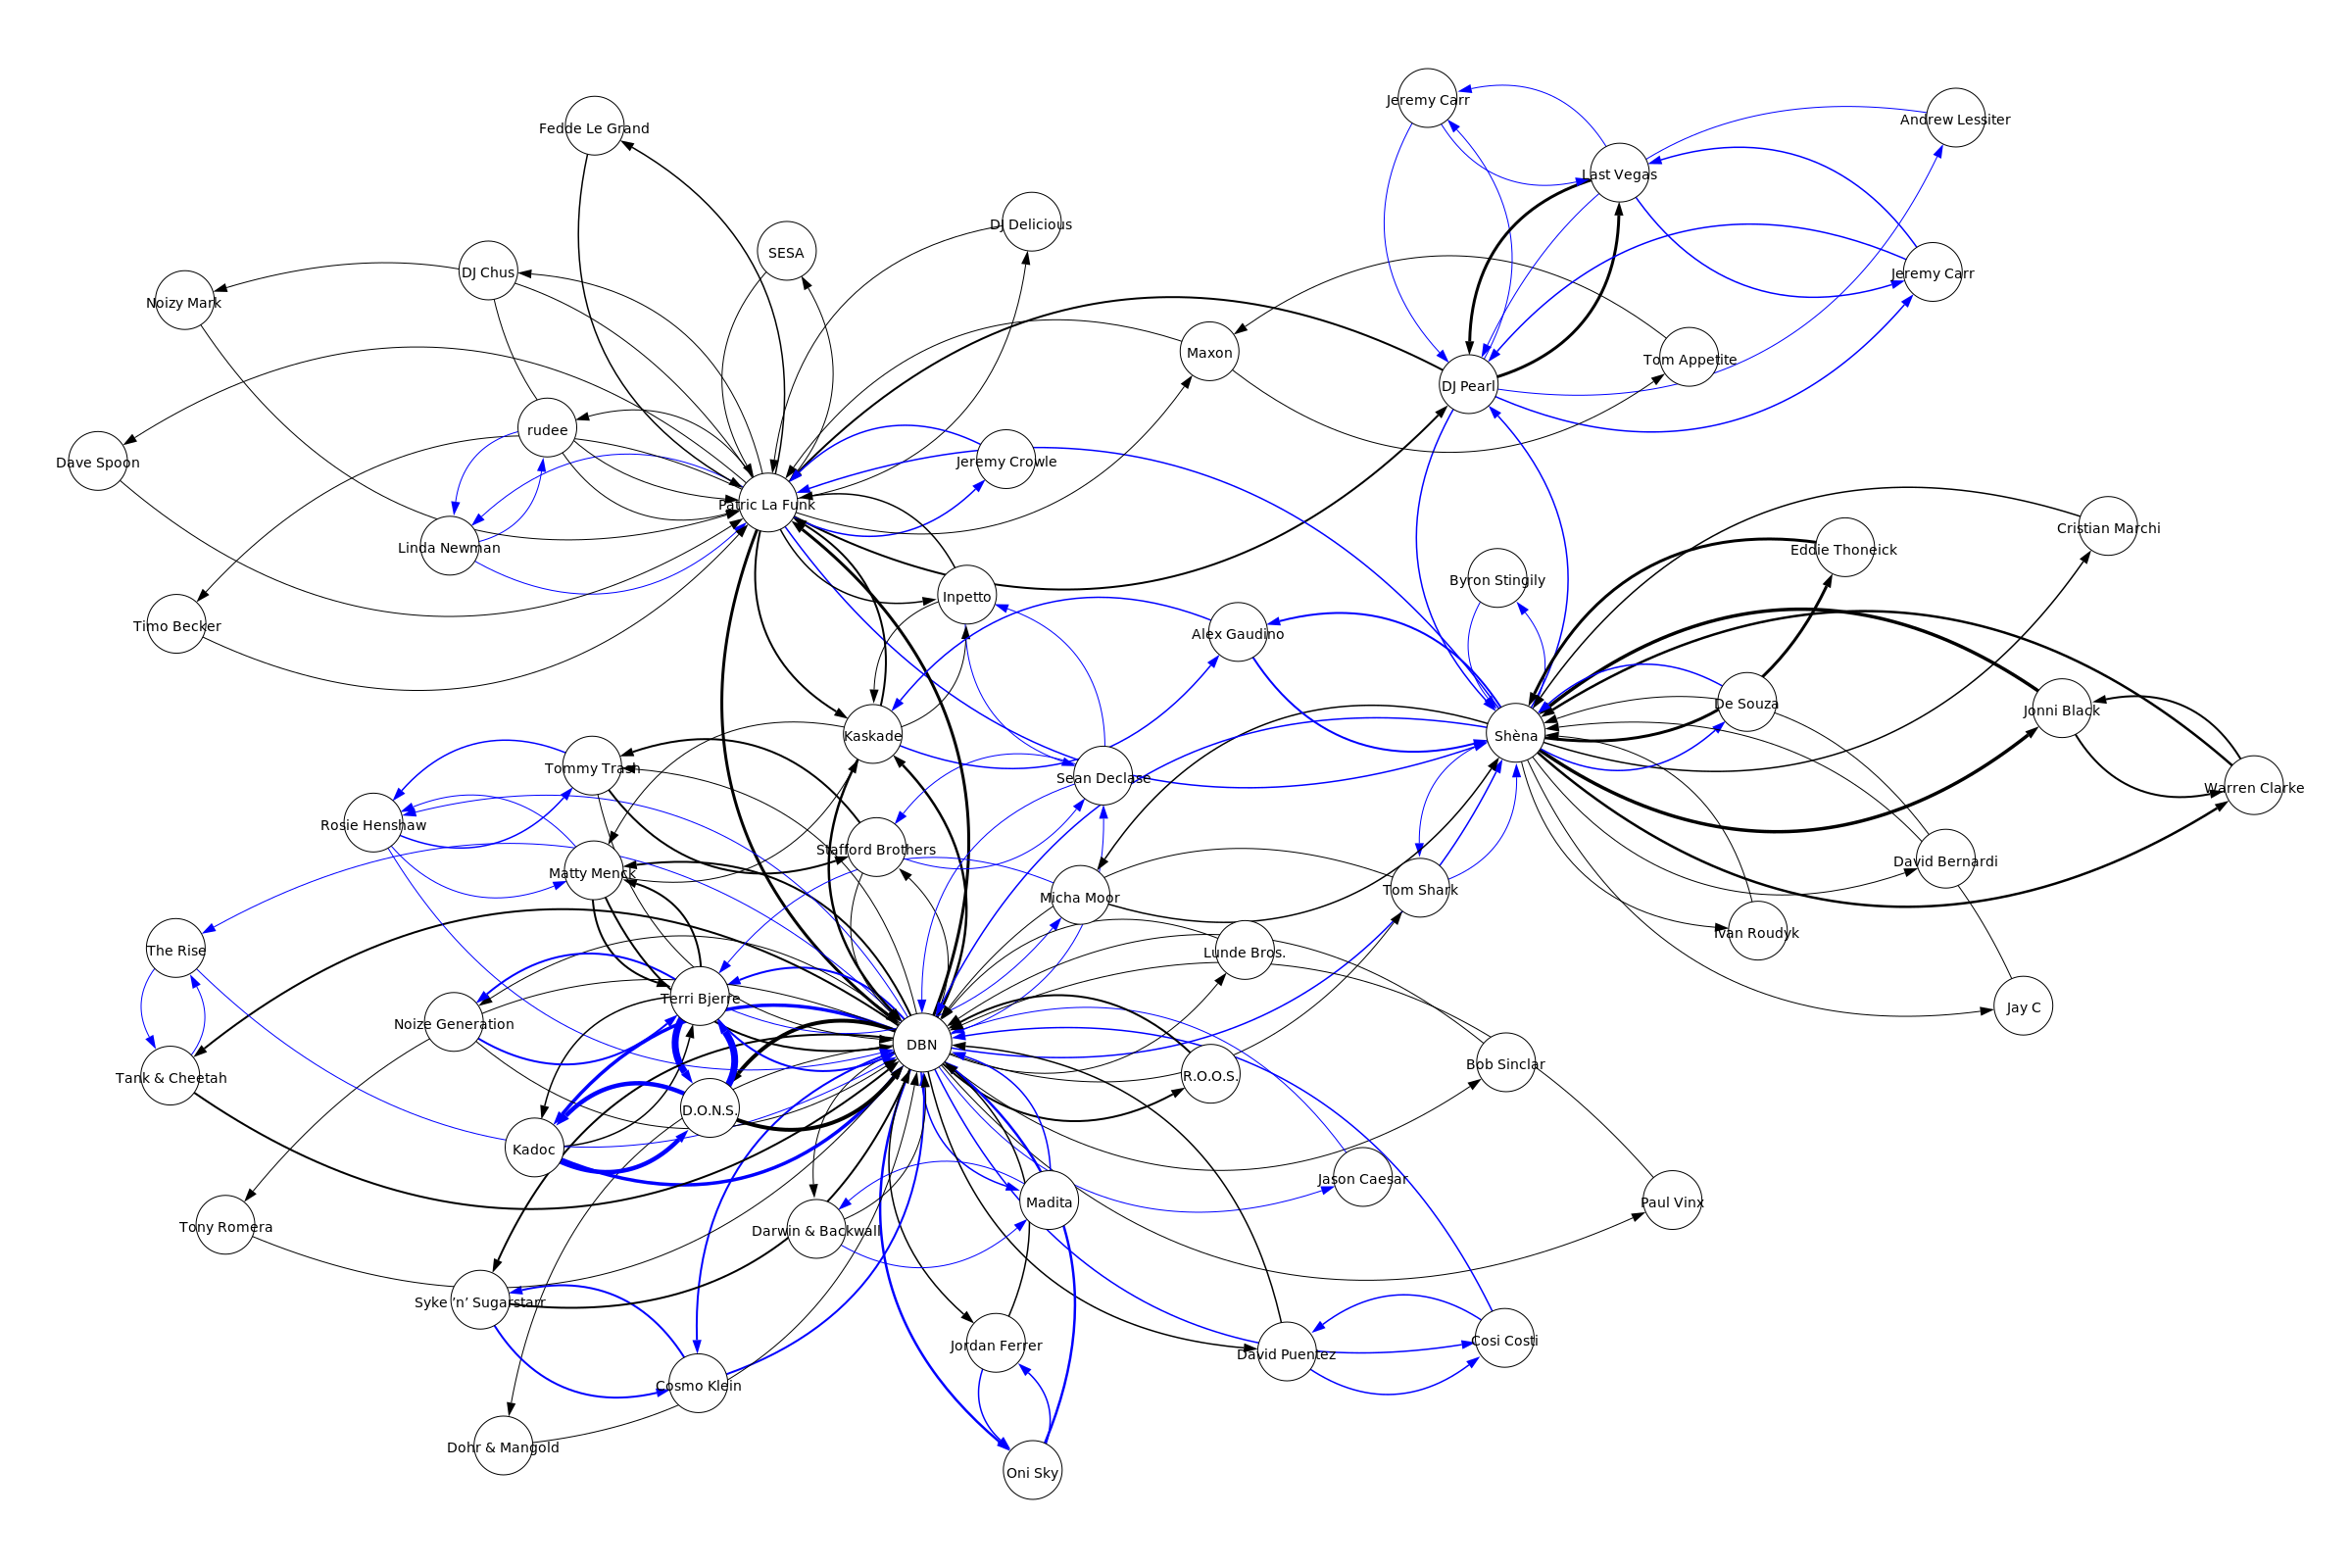 Jeremy Carr
Andrew Lessiter
Fedde Le Grand
Last Vegas
DJ Delicious
SESA
DJ Chus
Jeremy Carr
Noizy Mark
Maxon
Tom Appetite
DJ Pearl
rudee
Dave Spoon
Jeremy Crowle
Patric La Funk
Cristian Marchi
Linda Newman
Eddie Thoneick
Byron Stingily
Inpetto
Timo Becker
Alex Gaudino
De Souza
Jonni Black
Kaskade
Shèna
Tommy Trash
Sean Declase
Warren Clarke
Rosie Henshaw
Stafford Brothers
David Bernardi
Matty Menck
Micha Moor
Tom Shark
Ivan Roudyk
The Rise
Lunde Bros.
Terri Bjerre
Jay C
Noize Generation
DBN
Bob Sinclar
Tank & Cheetah
R.O.O.S.
D.O.N.S.
Kadoc
Jason Caesar
Madita
Paul Vinx
Tony Romera
Darwin & Backwall
Syke ‘n’ Sugarstarr
Cosi Costi
Jordan Ferrer
David Puentez
Cosmo Klein
Dohr & Mangold
Oni Sky